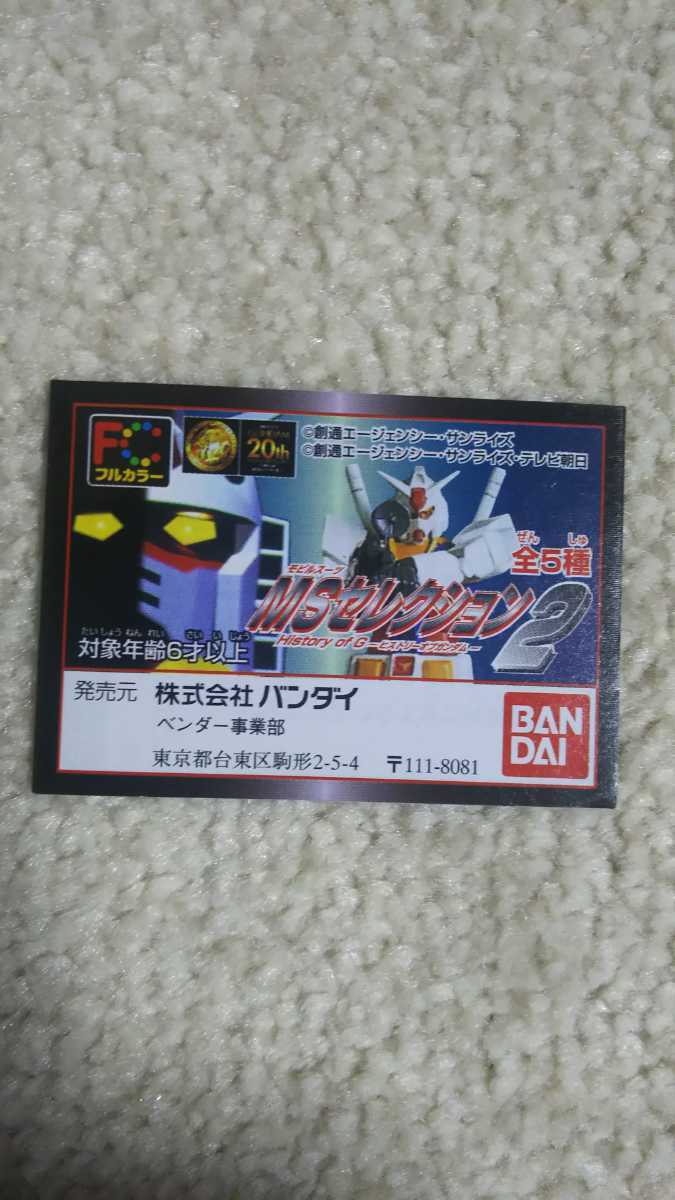 FC
フルカラー
20th
©創通エージェンシー・サンライズ
©創通エージェンシー・サンライズ・テレビ朝日
ぜん しゅ
全5種
モビルスーツ
MSセレクション2
History of G ―ヒストリーオブガンダム―
たいしょうねんれい さい いじょう
対象年齢6才以上
発売元 株式会社 バンダイ
ベンダー事業部
東京都台東区駒形2-5-4 〒111-8081
BAN
DAI